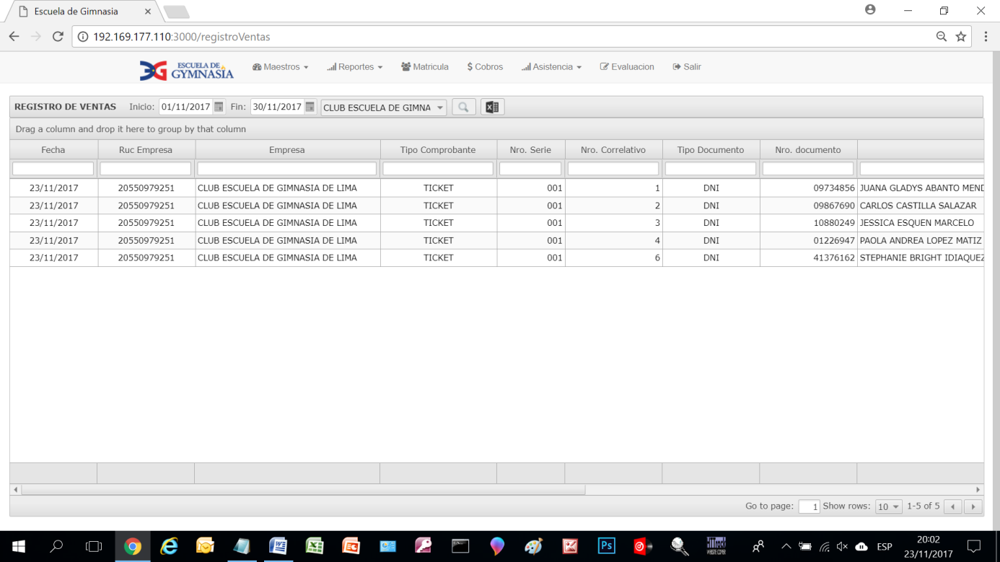 Escuela de Gimnasia
192.169.177.110:3000/registroVentas
ESCUELA DE GYMNASIA Maestros Reportes Matricula $ Cobros Asistencia Evaluacion Salir
REGISTRO DE VENTAS Inicio: 01/11/2017 Fin: 30/11/2017 CLUB ESCUELA DE GIMNA
Drag a column and drop it here to group by that column
Fecha Ruc Empresa Empresa Tipo Comprobante Nro. Serie Nro. Correlativo Tipo Documento Nro. documento
23/11/2017 20550979251 CLUB ESCUELA DE GIMNASIA DE LIMA TICKET 001 1 DNI 09734856 JUANA GLADYS ABANTO MEND
23/11/2017 20550979251 CLUB ESCUELA DE GIMNASIA DE LIMA TICKET 001 2 DNI 09867690 CARLOS CASTILLA SALAZAR
23/11/2017 20550979251 CLUB ESCUELA DE GIMNASIA DE LIMA TICKET 001 3 DNI 10880249 JESSICA ESQUEN MARCELO
23/11/2017 20550979251 CLUB ESCUELA DE GIMNASIA DE LIMA TICKET 001 4 DNI 01226947 PAOLA ANDREA LOPEZ MATIZ
23/11/2017 20550979251 CLUB ESCUELA DE GIMNASIA DE LIMA TICKET 001 6 DNI 41376162 STEPHANIE BRIGHT IDIAQUEZ
Go to page: 1 Show rows: 10 1-5 of 5
Ps ESP 20:02
23/11/2017